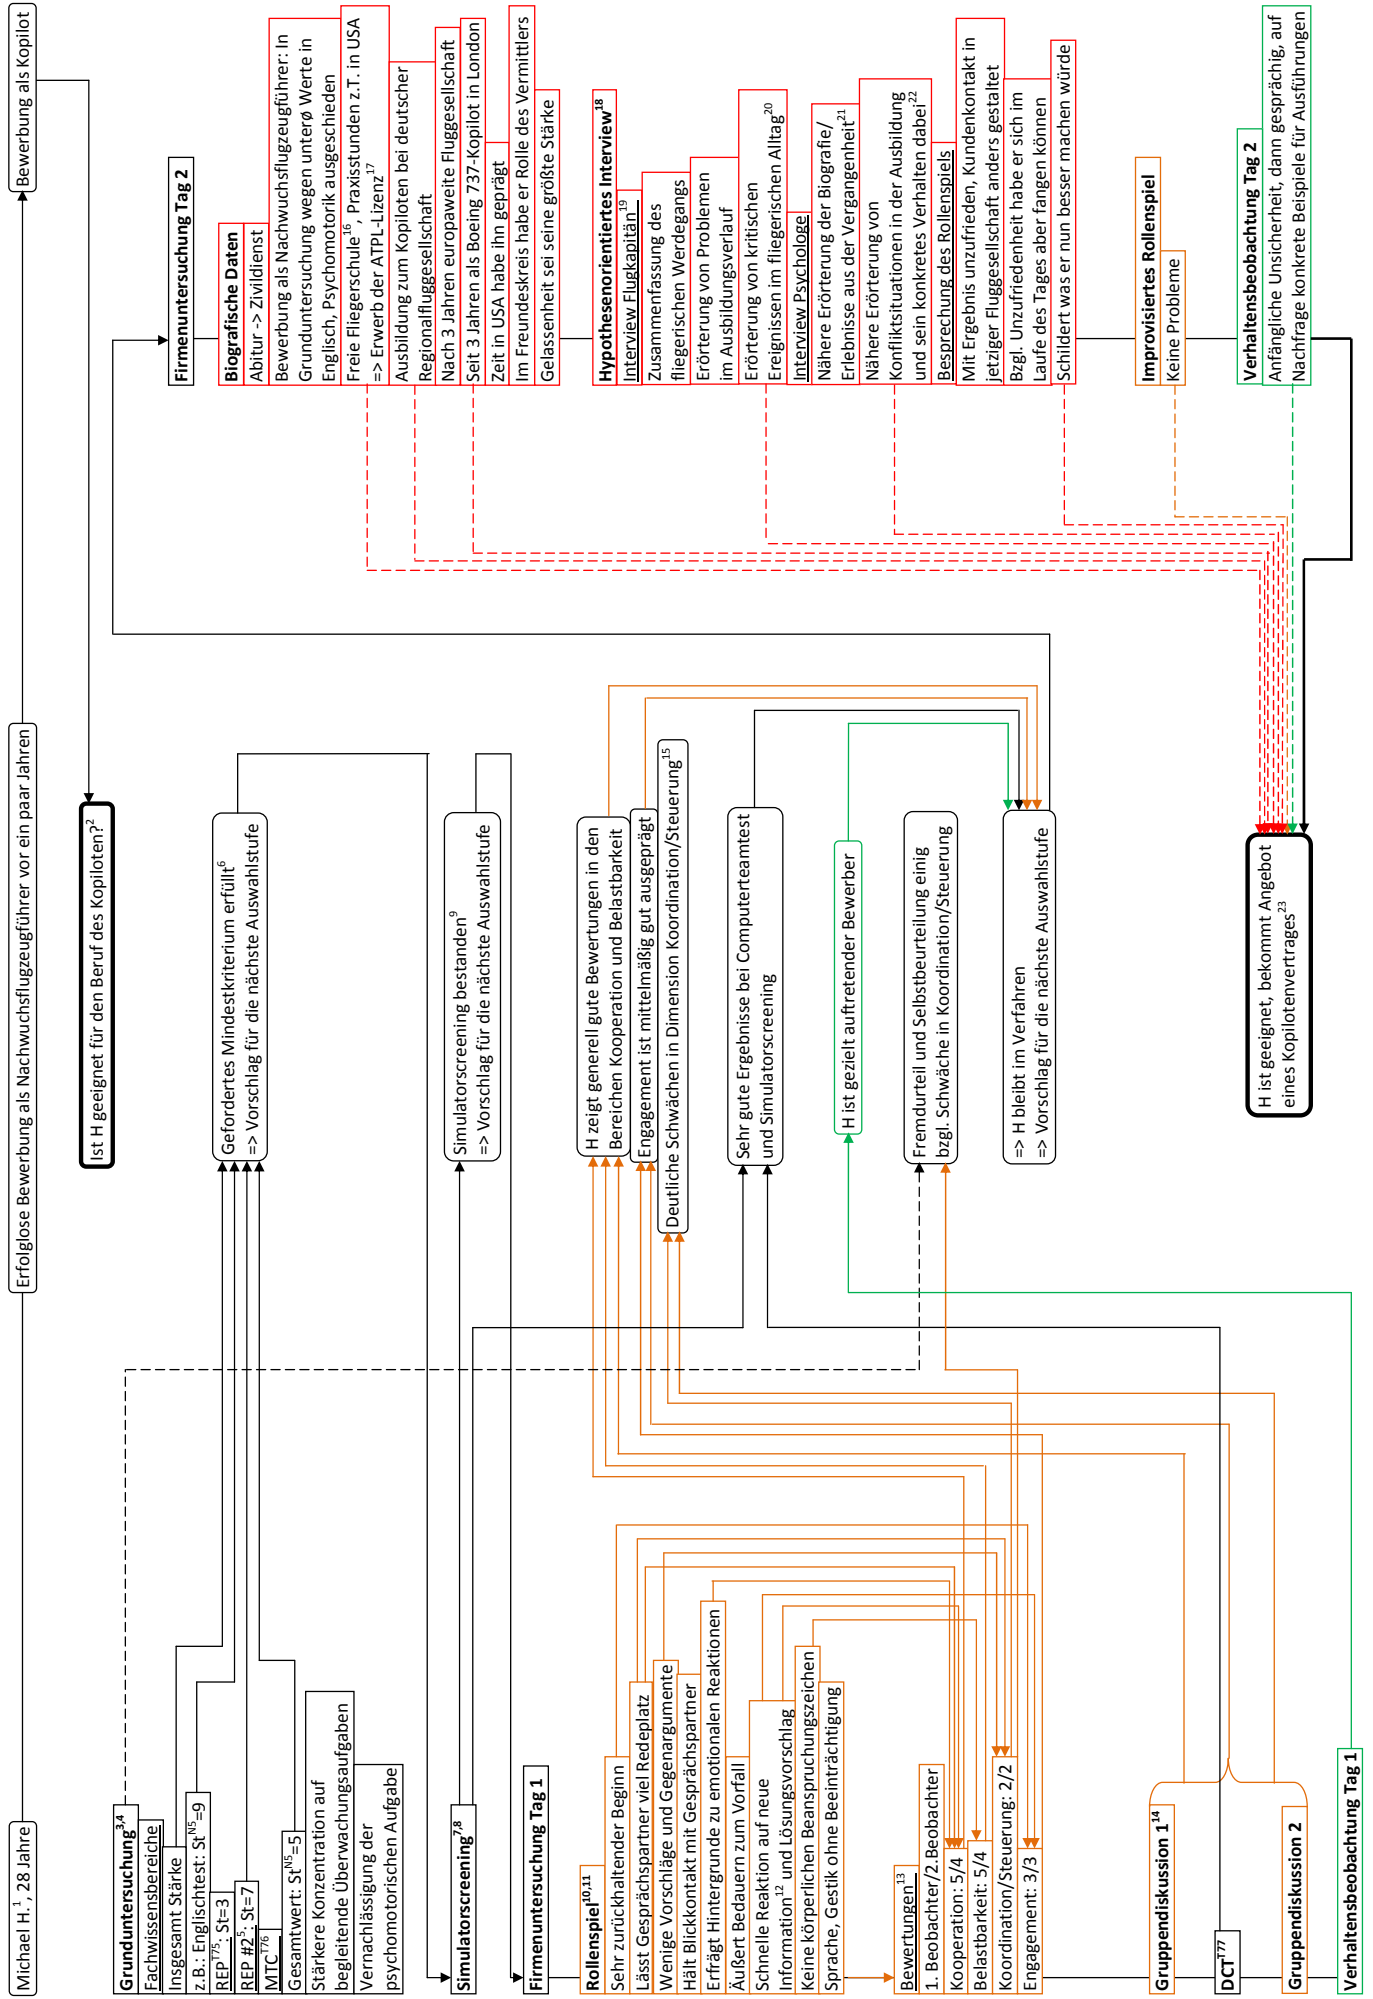 Michael H.¹, 28 Jahre
Erfolglose Bewerbung als Nachwuchsflugzeugführer vor ein paar Jahren
Bewerbung als Kopilot
Ist H geeignet für den Beruf des Kopiloten?²
Grunduntersuchung³,⁴
Fachwissensbereiche
Insgesamt Stärke
z.B.: Englischtest: St^N5=9
REP^T75: St=3
REP #2⁵: St=7
MTC^T76
Gesamtwert: St^N5=5
Stärkere Konzentration auf
begleitende Überwachungsaufgaben
Vernachlässigung der
psychomotorischen Aufgabe
Gefordertes Mindestkriterium erfüllt⁶
=> Vorschlag für die nächste Auswahlstufe
Simulatorscreening⁷,⁸
Simulatorscreening bestanden⁹
=> Vorschlag für die nächste Auswahlstufe
Firmenuntersuchung Tag 1
Rollenspiel¹⁰,¹¹
Sehr zurückhaltender Beginn
Lässt Gesprächspartner viel Redeplatz
Wenige Vorschläge und Gegenargumente
Hält Blickkontakt mit Gesprächspartner
Erfrägt Hintergrunde zu emotionalen Reaktionen
Äußert Bedauern zum Vorfall
Schnelle Reaktion auf neue
Information¹² und Lösungsvorschlag
Keine körperlichen Beanspruchungszeichen
Sprache, Gestik ohne Beeinträchtigung
Bewertungen¹³
1. Beobachter/2.Beobachter
Kooperation: 5/4
Belastbarkeit: 5/4
Koordination/Steuerung: 2/2
Engagement: 3/3
Gruppendiskussion 1¹⁴
DCT^T77
Gruppendiskussion 2
Verhaltensbeobachtung Tag 1
H zeigt generell gute Bewertungen in den
Bereichen Kooperation und Belastbarkeit
Engagement ist mittelmäßig gut ausgeprägt
Deutliche Schwächen in Dimension Koordination/Steuerung¹⁵
Sehr gute Ergebnisse bei Computerteamtest
und Simulatorscreening
H ist gezielt auftretender Bewerber
Fremdurteil und Selbstbeurteilung einig
bzgl. Schwäche in Koordination/Steuerung
=> H bleibt im Verfahren
=> Vorschlag für die nächste Auswahlstufe
Firmenuntersuchung Tag 2
Biografische Daten
Abitur -> Zivildienst
Bewerbung als Nachwuchsflugzeugführer: In
Grunduntersuchung wegen unterø Werte in
Englisch, Psychomotorik ausgeschieden
Freie Fliegerschule¹⁶, Praxisstunden z.T. in USA
=> Erwerb der ATPL-Lizenz¹⁷
Ausbildung zum Kopiloten bei deutscher
Regionalfluggesellschaft
Nach 3 Jahren europaweite Fluggesellschaft
Seit 3 Jahren als Boeing 737-Kopilot in London
Zeit in USA habe ihn geprägt
Im Freundeskreis habe er Rolle des Vermittlers
Gelassenheit sei seine größte Stärke
Hypothesenorientiertes Interview¹⁸
Interview Flugkapitän¹⁹
Zusammenfassung des
fliegerischen Werdegangs
Erörterung von Problemen
im Ausbildungsverlauf
Erörterung von kritischen
Ereignissen im fliegerischen Alltag²⁰
Interview Psychologe
Nähere Erörterung der Biografie/
Erlebnisse aus der Vergangenheit²¹
Nähere Erörterung von
Konfliktsituationen in der Ausbildung
und sein konkretes Verhalten dabei²²
Besprechung des Rollenspiels
Mit Ergebnis unzufrieden, Kundenkontakt in
jetziger Fluggesellschaft anders gestaltet
Bzgl. Unzufriedenheit habe er sich im
Laufe des Tages aber fangen können
Schildert was er nun besser machen würde
Improvisiertes Rollenspiel
Keine Probleme
Verhaltensbeobachtung Tag 2
Anfängliche Unsicherheit, dann gesprächig, auf
Nachfrage konkrete Beispiele für Ausführungen
H ist geeignet, bekommt Angebot
eines Kopilotenvertrages²³